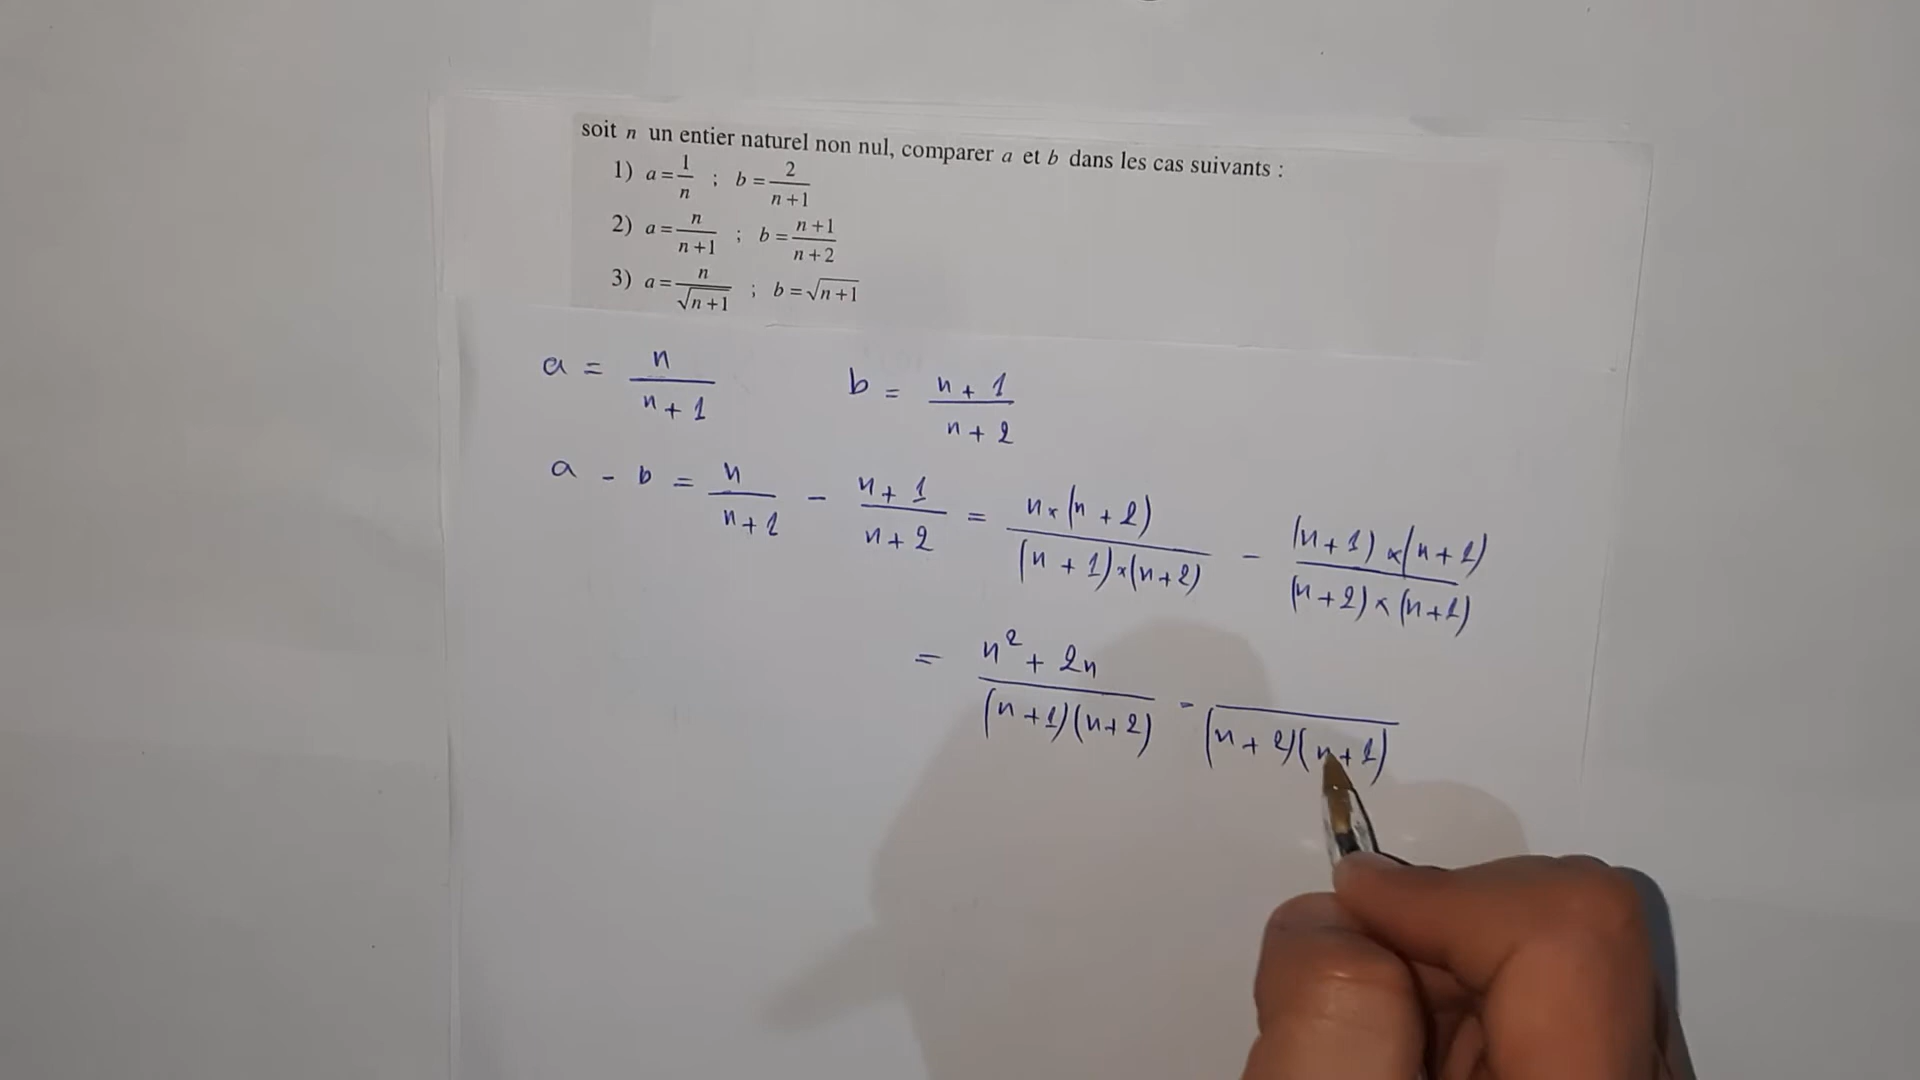 soit n un entier naturel non nul, comparer a et b dans les cas suivants :
1) a = 1/n ; b = 2/(n+1)
2) a = n/(n+1) ; b = (n+1)/(n+2)
3) a = n/√(n+1) ; b = √(n+1)
a = n/(n+1) b = (n+1)/(n+2)
a - b = n/(n+1) - (n+1)/(n+2) = (n×(n+2))/((n+1)×(n+2)) - ((n+1)×(n+1))/((n+2)×(n+1))
= (n²+2n)/((n+1)(n+2)) - /((n+2)(n+1))